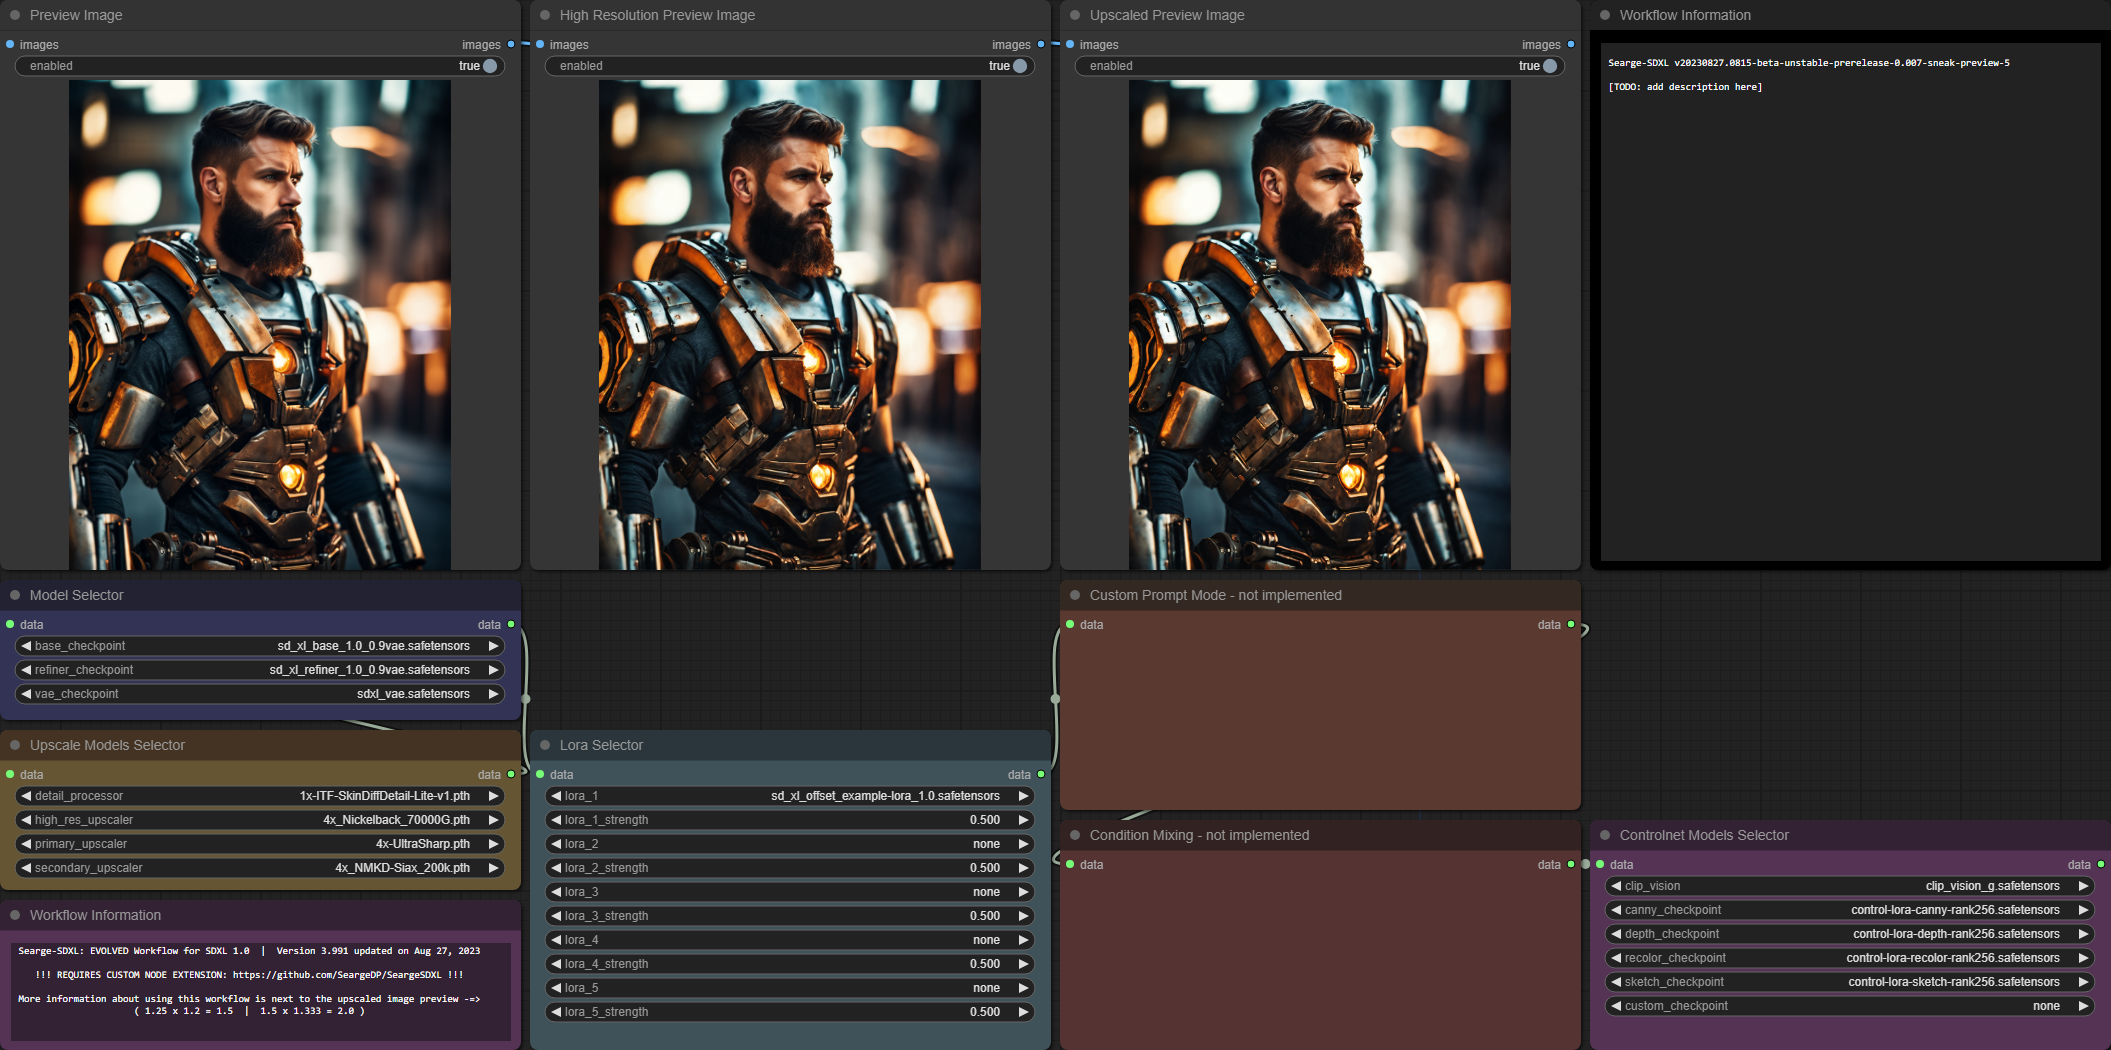 Preview Image
images images
enabled true
High Resolution Preview Image
images images
enabled true
Upscaled Preview Image
images images
enabled true
Workflow Information
Searge-SDXL v20230827.0815-beta-unstable-prerelease-0.007-sneak-preview-5
[TODO: add description here]
Model Selector
data data
base_checkpoint sd_xl_base_1.0_0.9vae.safetensors
refiner_checkpoint sd_xl_refiner_1.0_0.9vae.safetensors
vae_checkpoint sdxl_vae.safetensors
Upscale Models Selector
data data
detail_processor 1x-ITF-SkinDiffDetail-Lite-v1.pth
high_res_upscaler 4x_Nickelback_70000G.pth
primary_upscaler 4x-UltraSharp.pth
secondary_upscaler 4x_NMKD-Siax_200k.pth
Workflow Information
Searge-SDXL: EVOLVED Workflow for SDXL 1.0 | Version 3.991 updated on Aug 27, 2023
!!! REQUIRES CUSTOM NODE EXTENSION: https://github.com/SeargeDP/SeargeSDXL !!!
More information about using this workflow is next to the upscaled image preview -=>
( 1.25 x 1.2 = 1.5 | 1.5 x 1.333 = 2.0 )
Lora Selector
data data
lora_1 sd_xl_offset_example-lora_1.0.safetensors
lora_1_strength 0.500
lora_2 none
lora_2_strength 0.500
lora_3 none
lora_3_strength 0.500
lora_4 none
lora_4_strength 0.500
lora_5 none
lora_5_strength 0.500
Custom Prompt Mode - not implemented
data data
Condition Mixing - not implemented
data data
Controlnet Models Selector
data data
clip_vision clip_vision_g.safetensors
canny_checkpoint control-lora-canny-rank256.safetensors
depth_checkpoint control-lora-depth-rank256.safetensors
recolor_checkpoint control-lora-recolor-rank256.safetensors
sketch_checkpoint control-lora-sketch-rank256.safetensors
custom_checkpoint none